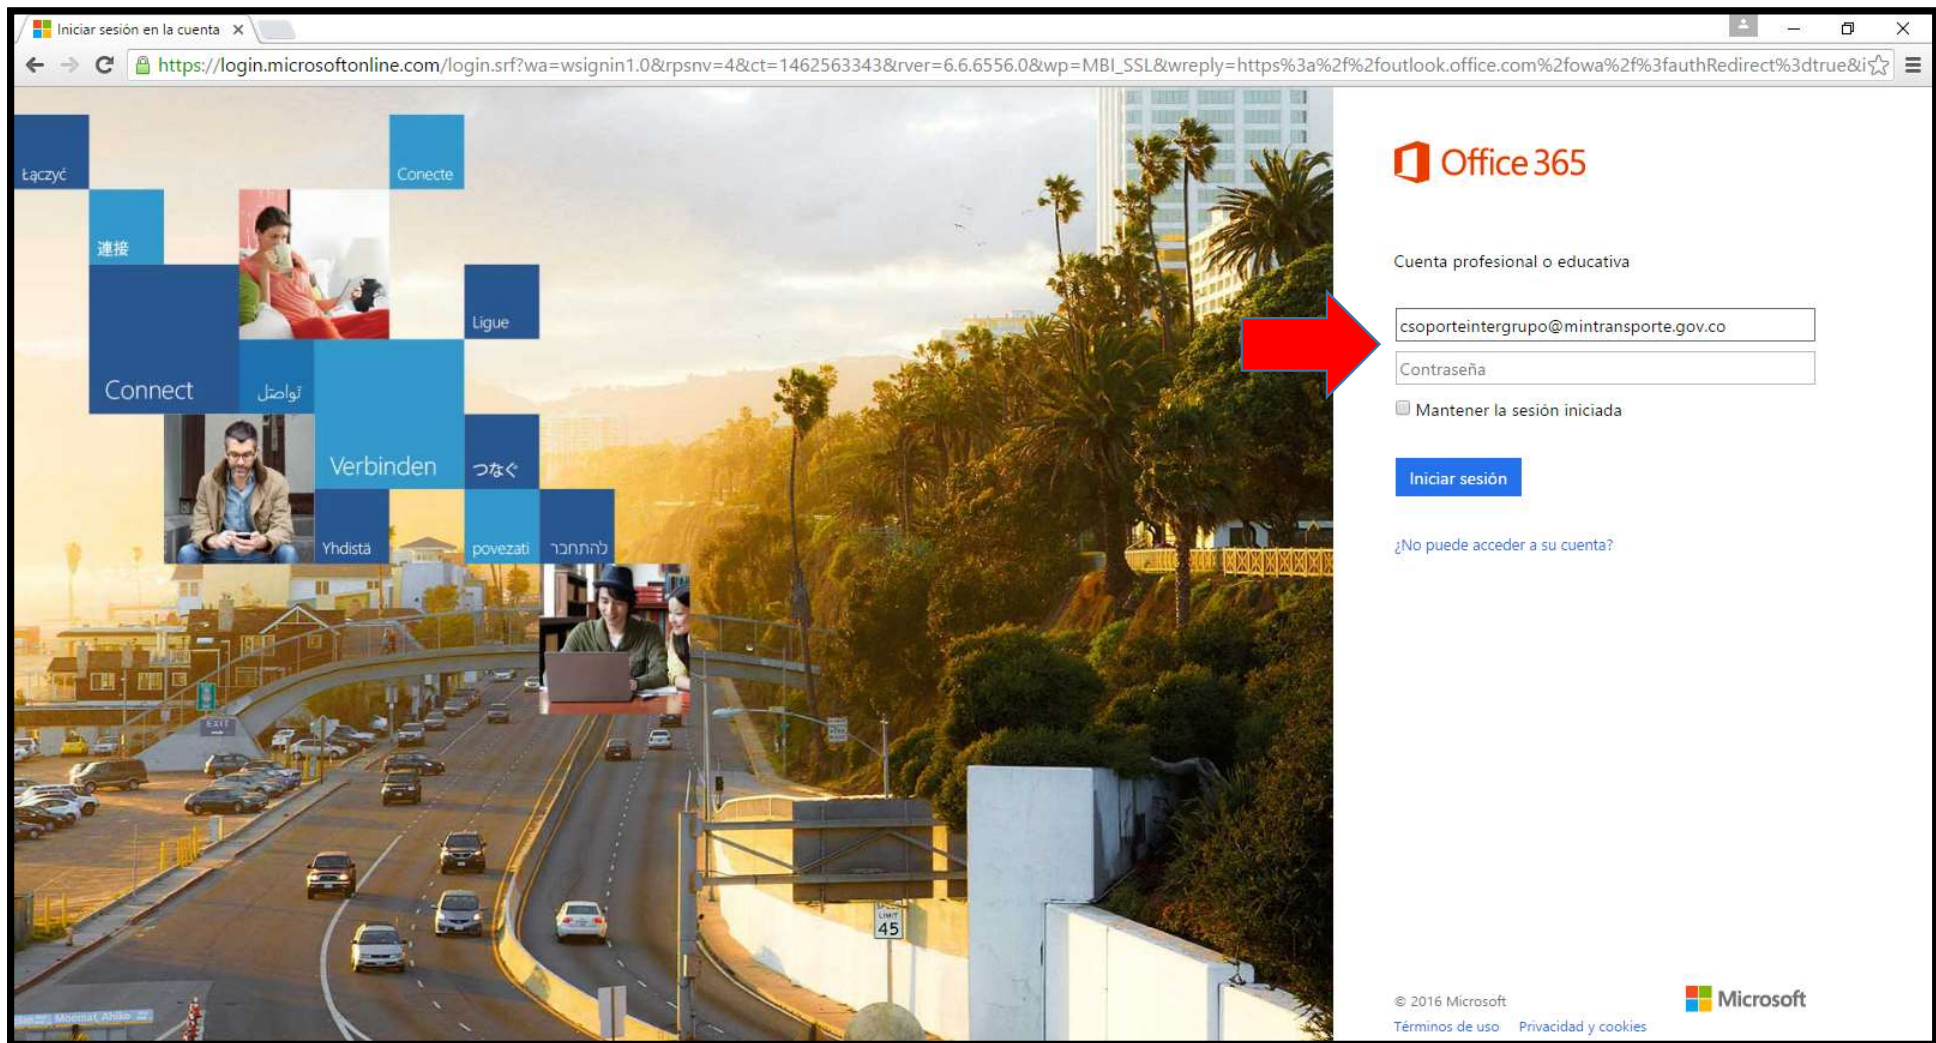 Iniciar sesión en la cuenta
https://login.microsoftonline.com/login.srf?wa=wsignin1.0&rpsnv=4&ct=1462563343&rver=6.6.6556.0&wp=MBI_SSL&wreply=https%3a%2f%2foutlook.office.com%2fowa%2f%3fauthRedirect%3dtrue&i
Łączyć
Conecte
連接
Ligue
Connect
تواصَل
Verbinden
つなぐ
Yhdistä
povezati
להתחבר
EXIT
LIMIT
45
Office 365
Cuenta profesional o educativa
csoporteintergrupo@mintransporte.gov.co
Contraseña
Mantener la sesión iniciada
Iniciar sesión
¿No puede acceder a su cuenta?
© 2016 Microsoft
Microsoft
Términos de uso Privacidad y cookies